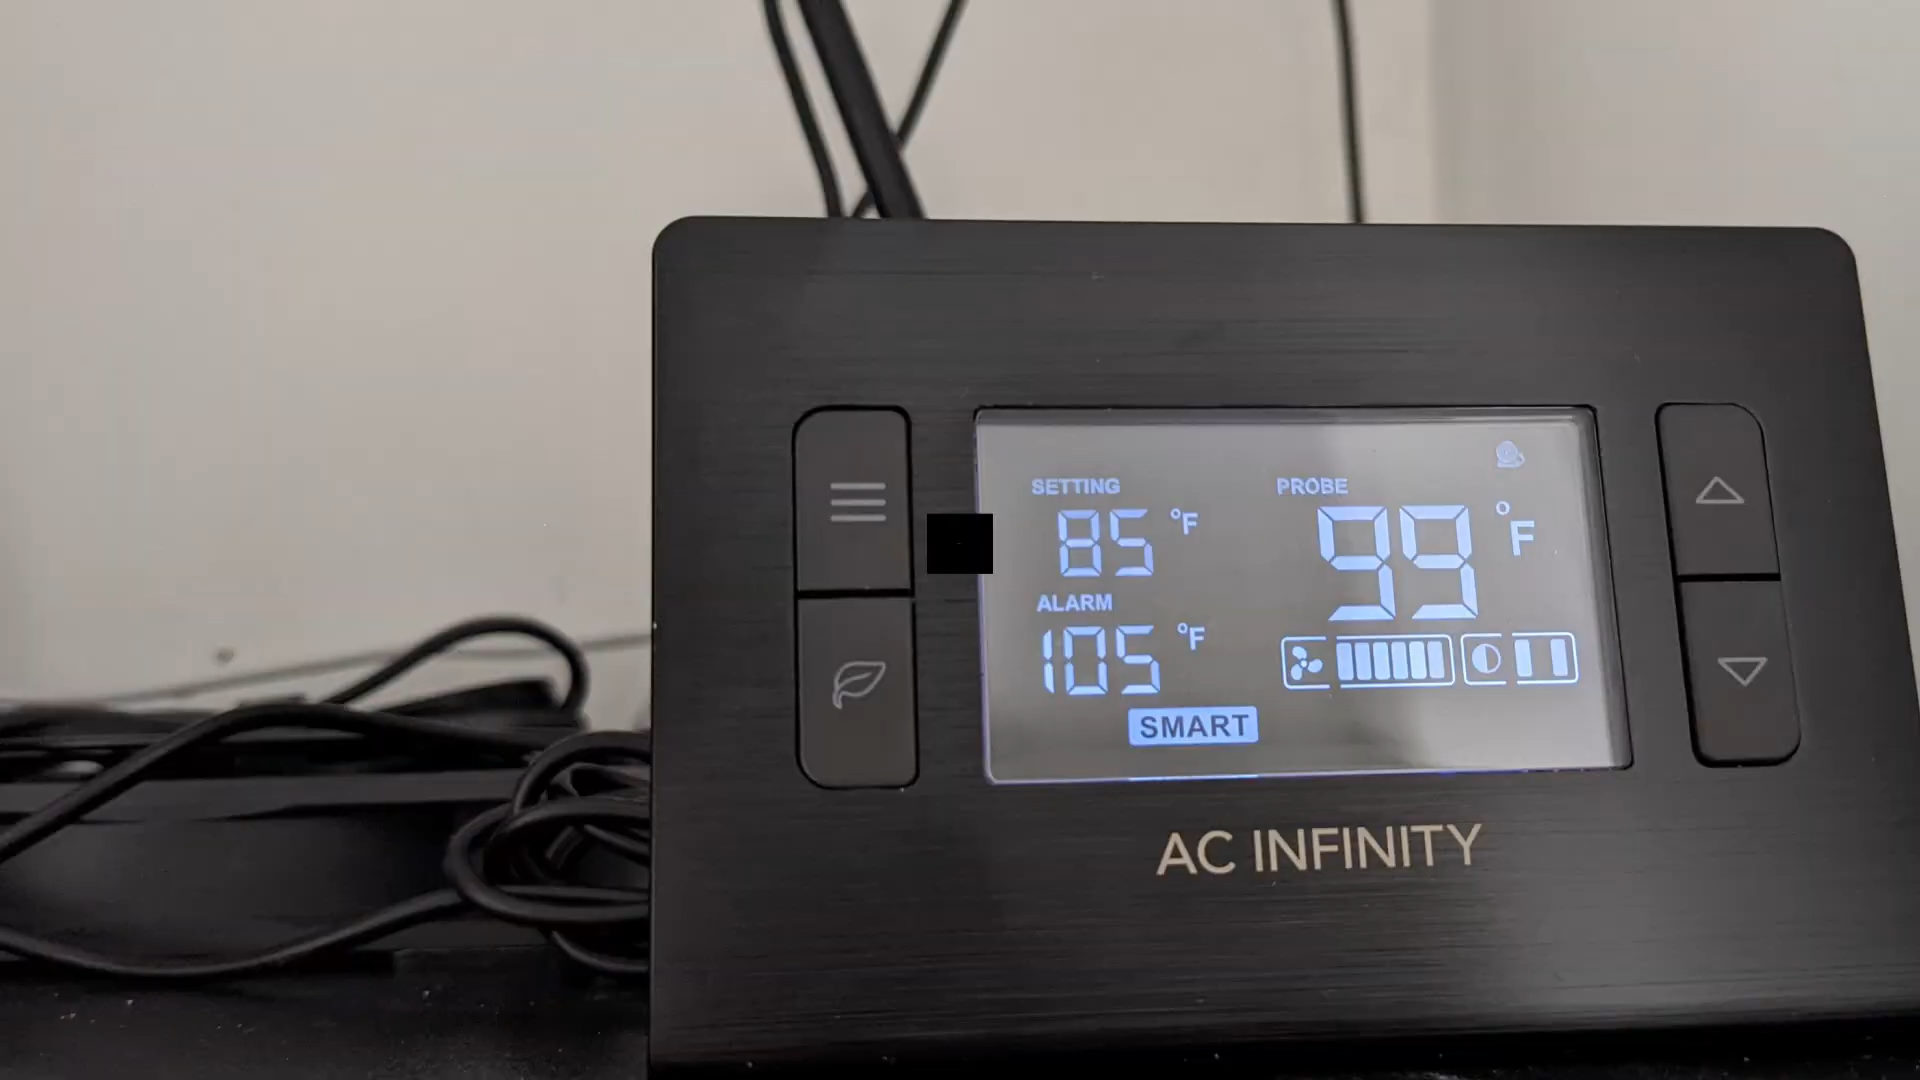 SETTING
85 °F
PROBE
99 °F
ALARM
105 °F
SMART
AC INFINITY